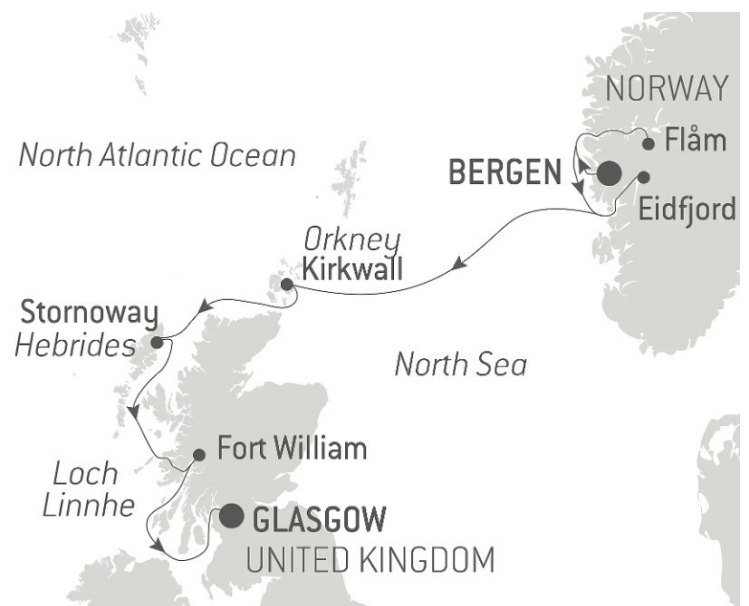 NORWAY
Flåm
North Atlantic Ocean
BERGEN
Eidfjord
Orkney
Kirkwall
Stornoway
Hebrides
North Sea
Fort William
Loch
Linnhe
GLASGOW
UNITED KINGDOM